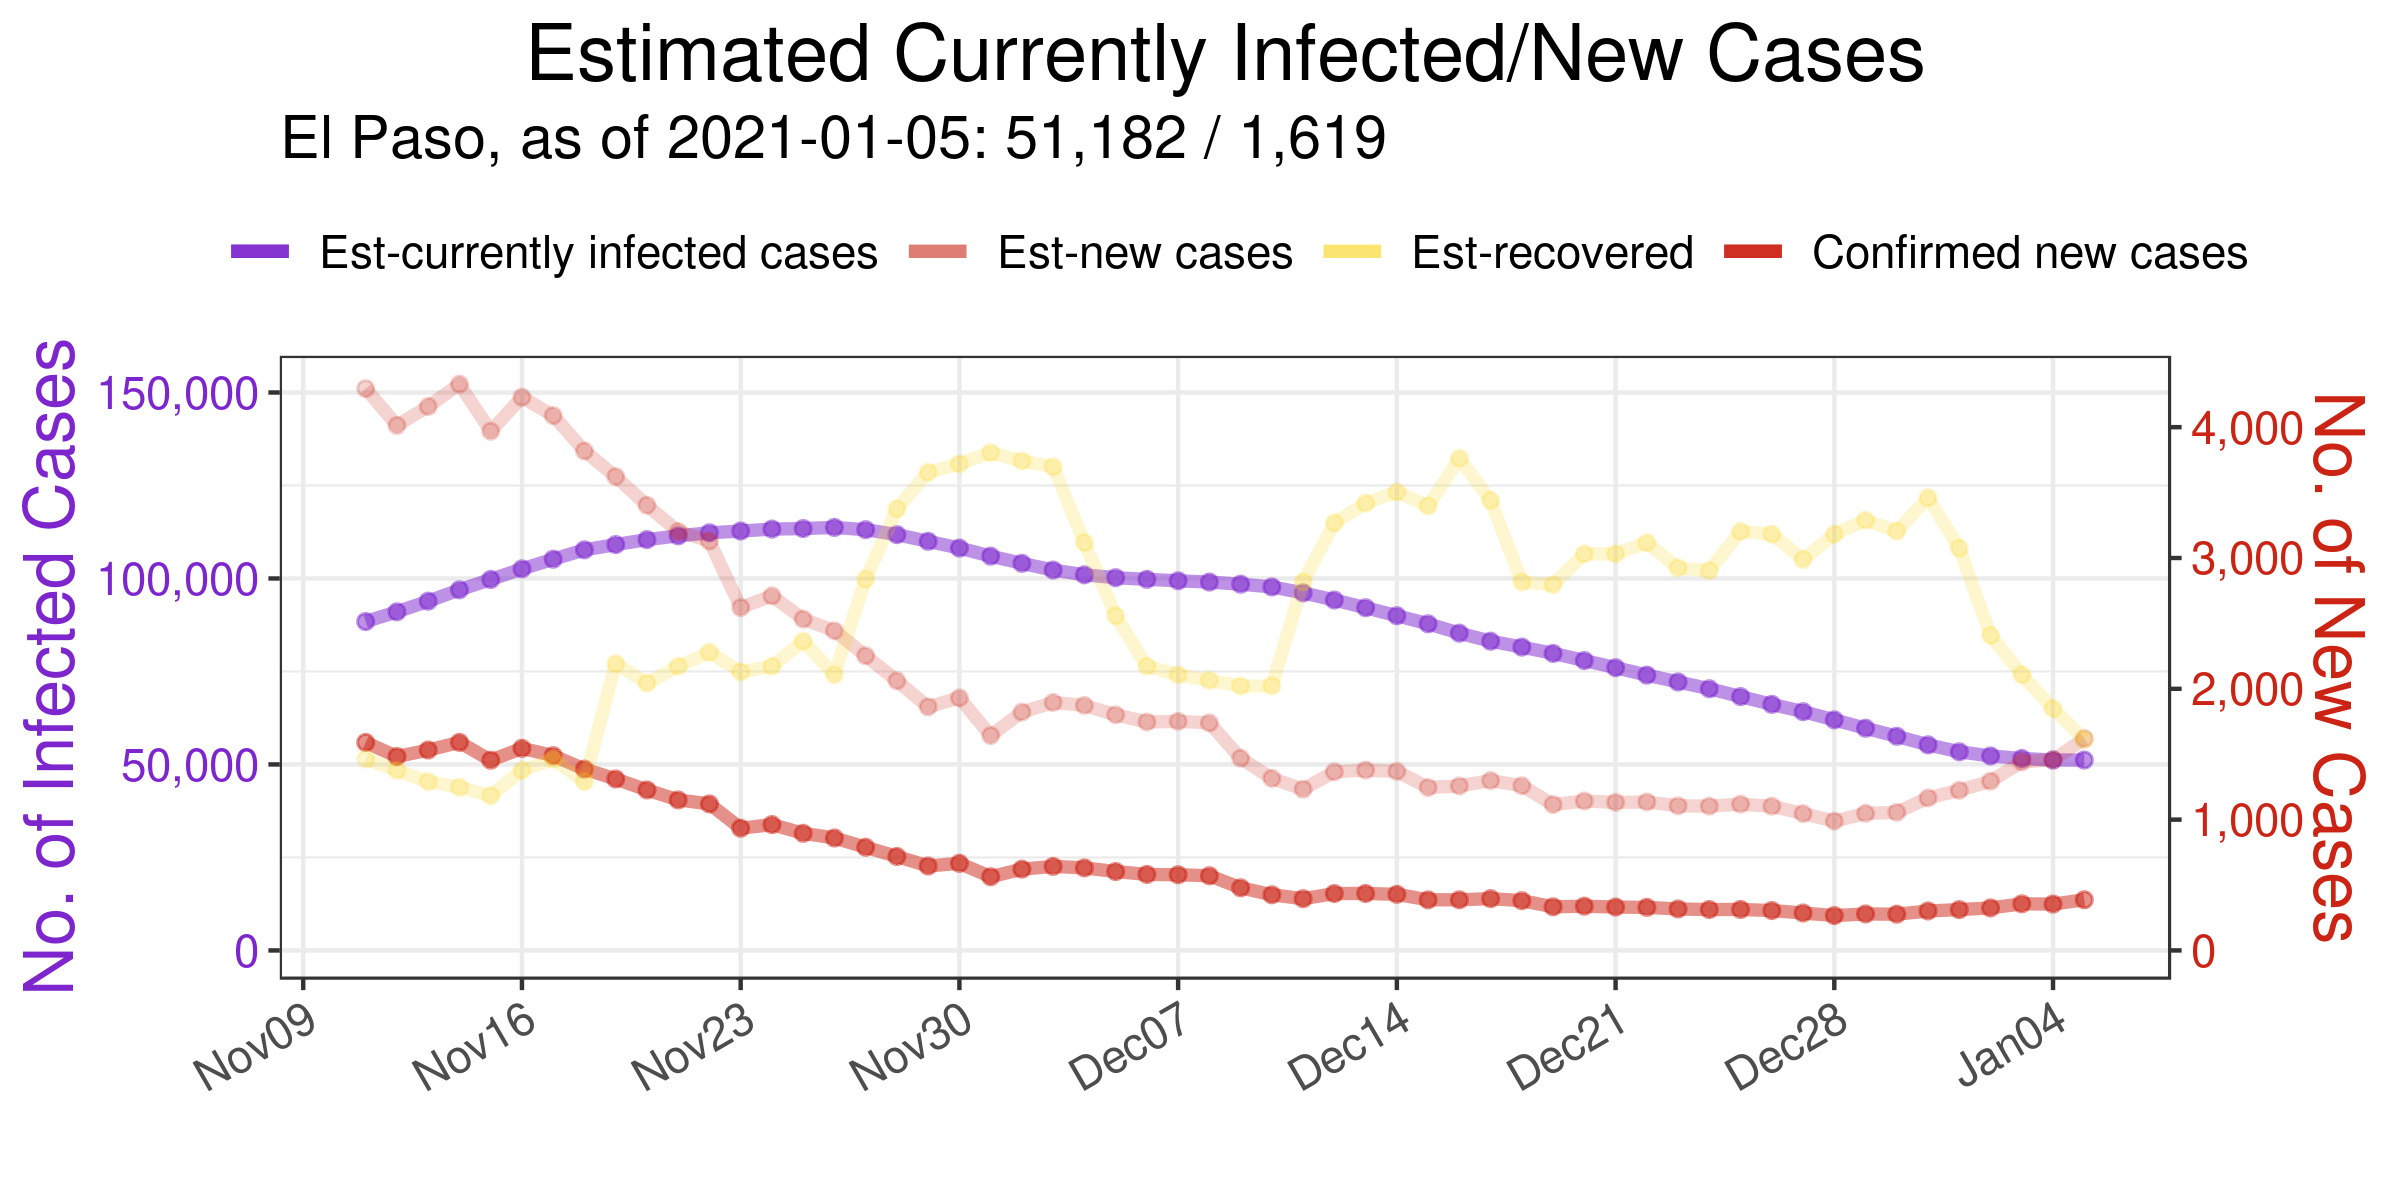 Estimated Currently Infected/New Cases
El Paso, as of 2021-01-05: 51,182 / 1,619
Est-currently infected cases Est-new cases Est-recovered Confirmed new cases
No. of Infected Cases
150,000
100,000
50,000
0
4,000
3,000
2,000
1,000
0
No. of New Cases
Nov09 Nov16 Nov23 Nov30 Dec07 Dec14 Dec21 Dec28 Jan04